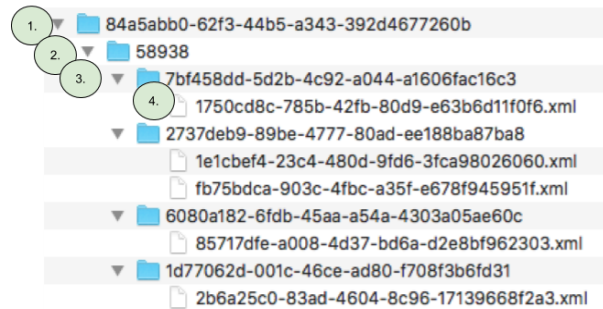 1. 84a5abb0-62f3-44b5-a343-392d4677260b
2. 58938
3. 7bf458dd-5d2b-4c92-a044-a1606fac16c3
4. 1750cd8c-785b-42fb-80d9-e63b6d11f0f6.xml
2737deb9-89be-4777-80ad-ee188ba87ba8
1e1cbef4-23c4-480d-9fd6-3fca98026060.xml
fb75bdca-903c-4fbc-a35f-e678f945951f.xml
6080a182-6fdb-45aa-a54a-4303a05ae60c
85717dfe-a008-4d37-bd6a-d2e8bf962303.xml
1d77062d-001c-46ce-ad80-f708f3b6fd31
2b6a25c0-83ad-4604-8c96-17139668f2a3.xml